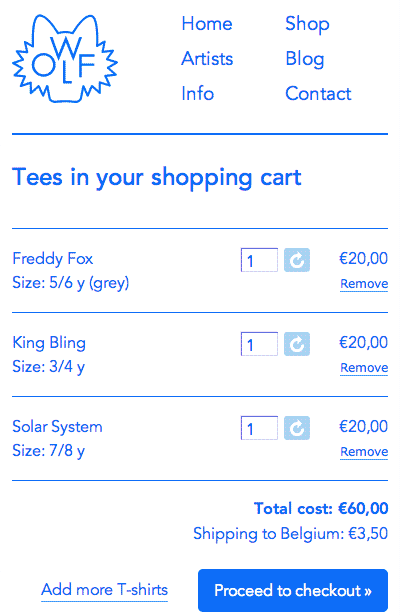 WOLF
Home Shop
Artists Blog
Info Contact
Tees in your shopping cart
Freddy Fox 1 €20,00
Size: 5/6 y (grey) Remove
King Bling 1 €20,00
Size: 3/4 y Remove
Solar System 1 €20,00
Size: 7/8 y Remove
Total cost: €60,00
Shipping to Belgium: €3,50
Add more T-shirts Proceed to checkout »